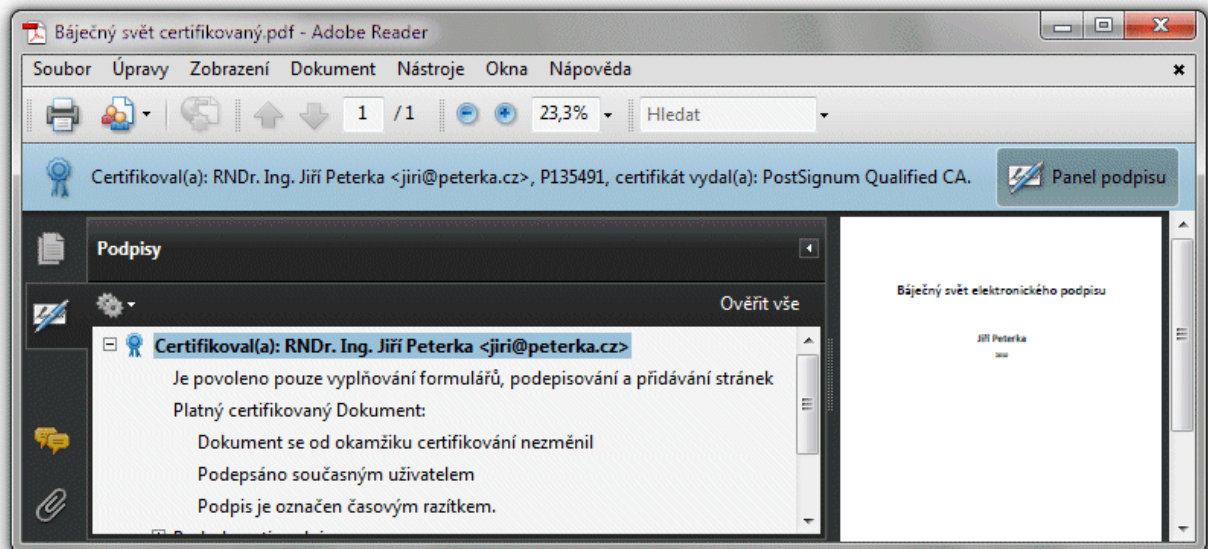 Báječný svět certifikovaný.pdf - Adobe Reader
Soubor Úpravy Zobrazení Dokument Nástroje Okna Nápověda
1 /1 23,3% Hledat
Certifikoval(a): RNDr. Ing. Jiří Peterka <jiri@peterka.cz>, P135491, certifikát vydal(a): PostSignum Qualified CA. Panel podpisu
Podpisy
Ověřit vše
Certifikoval(a): RNDr. Ing. Jiří Peterka <jiri@peterka.cz>
Je povoleno pouze vyplňování formulářů, podepisování a přidávání stránek
Platný certifikovaný Dokument:
Dokument se od okamžiku certifikování nezměnil
Podepsáno současným uživatelem
Podpis je označen časovým razítkem.
Báječný svět elektronického podpisu
Jiří Peterka